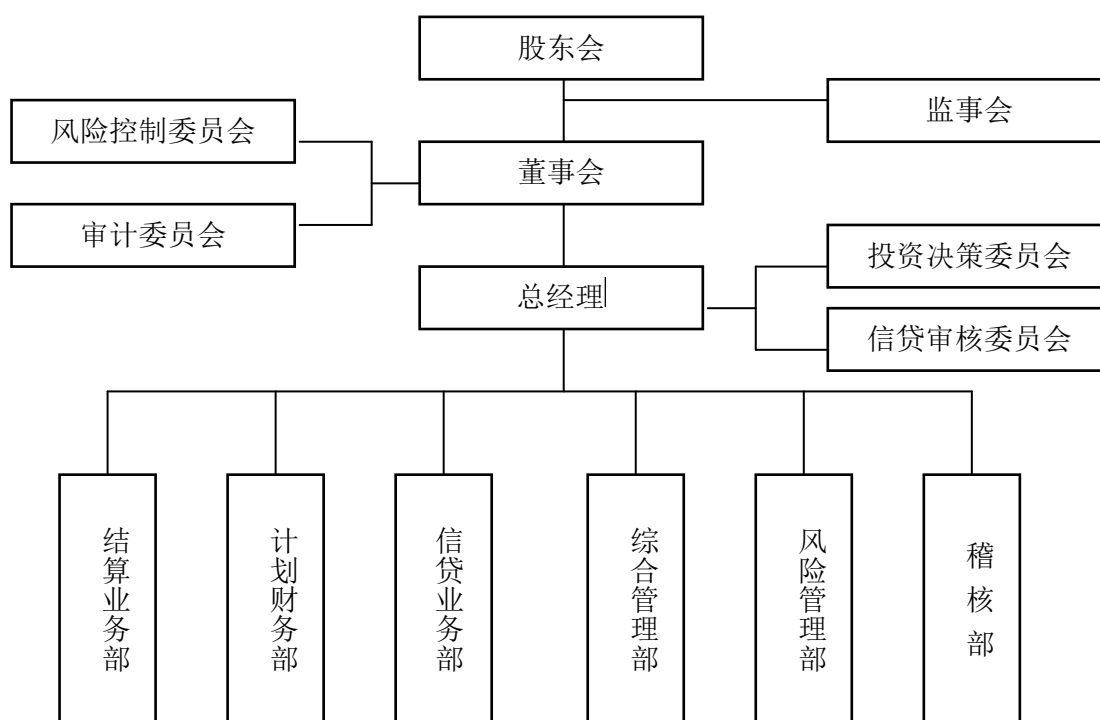 股东会
监事会
风险控制委员会
董事会
审计委员会
投资决策委员会
总经理
信贷审核委员会
结算业务部
计划财务部
信贷业务部
综合管理部
风险管理部
稽核部